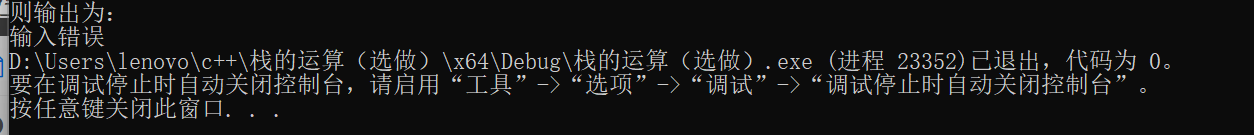 则输出为:
输入错误
D:\Users\lenovo\c++\栈的运算（选做）\x64\Debug\栈的运算（选做）.exe (进程 23352)已退出，代码为 0。
要在调试停止时自动关闭控制台，请启用“工具”->“选项”->“调试”->“调试停止时自动关闭控制台”。
按任意键关闭此窗口. . .